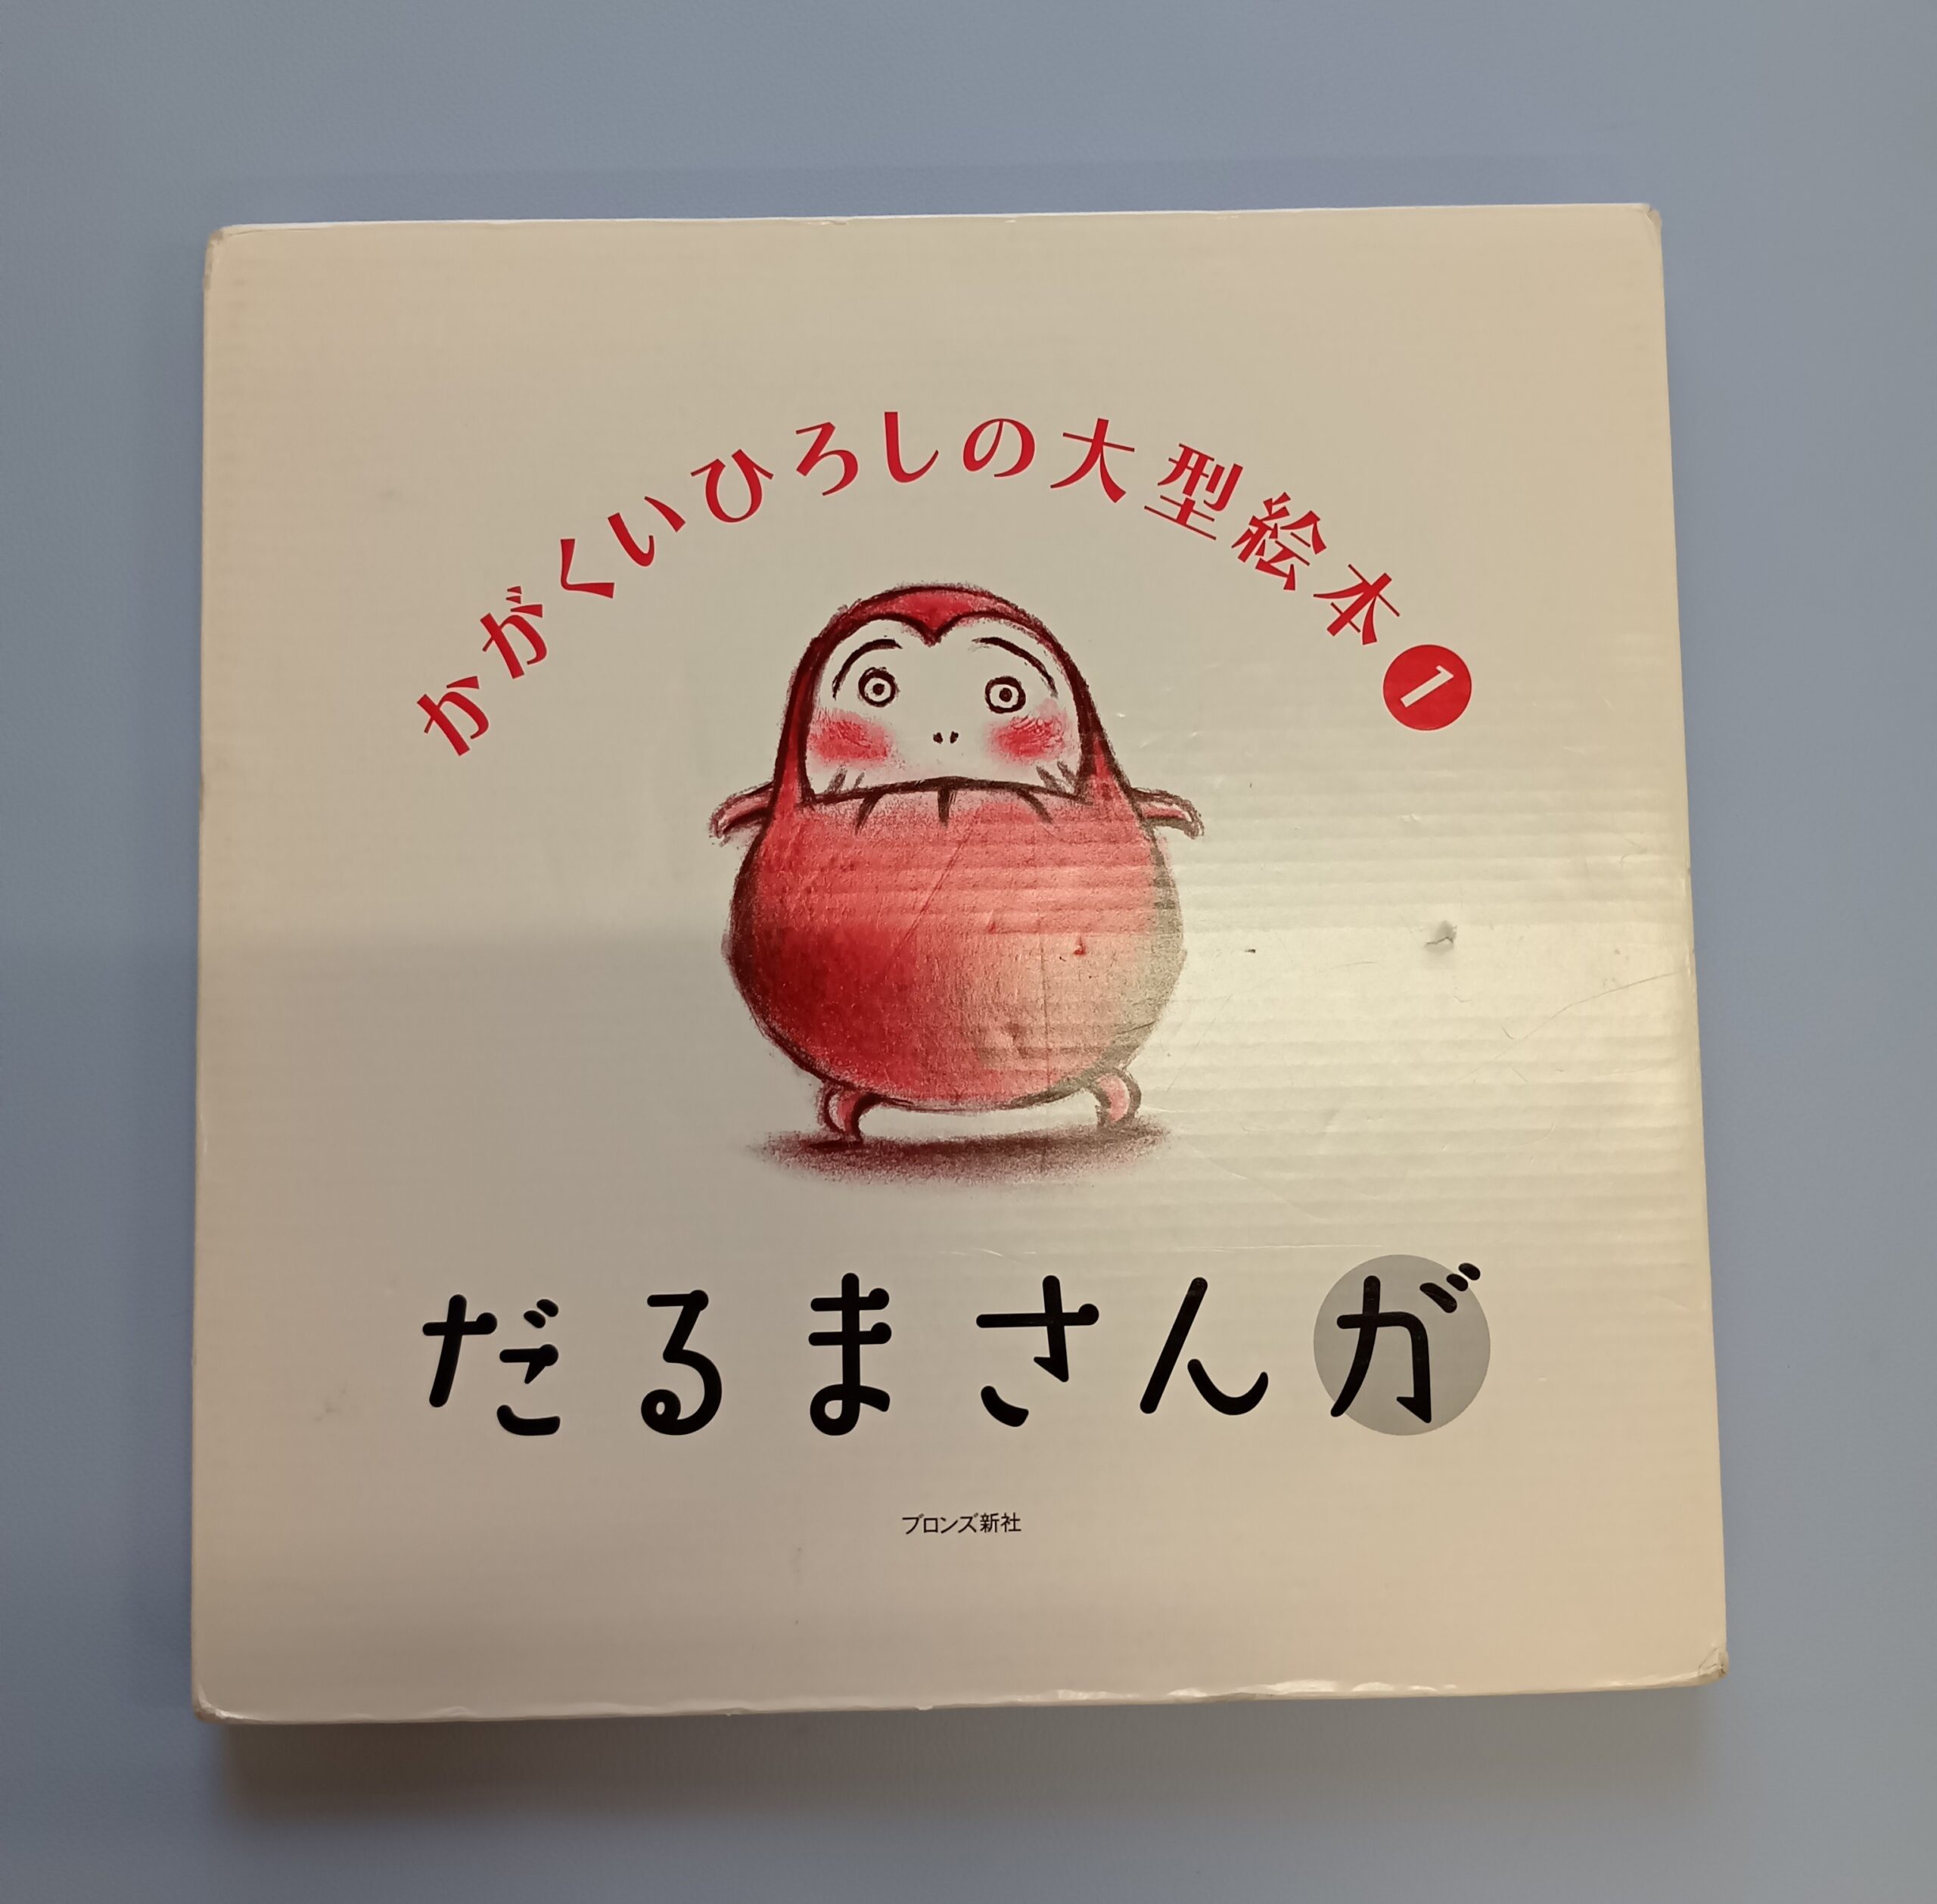 かがくいひろしの大型絵本1
だるまさんが
ブロンズ新社